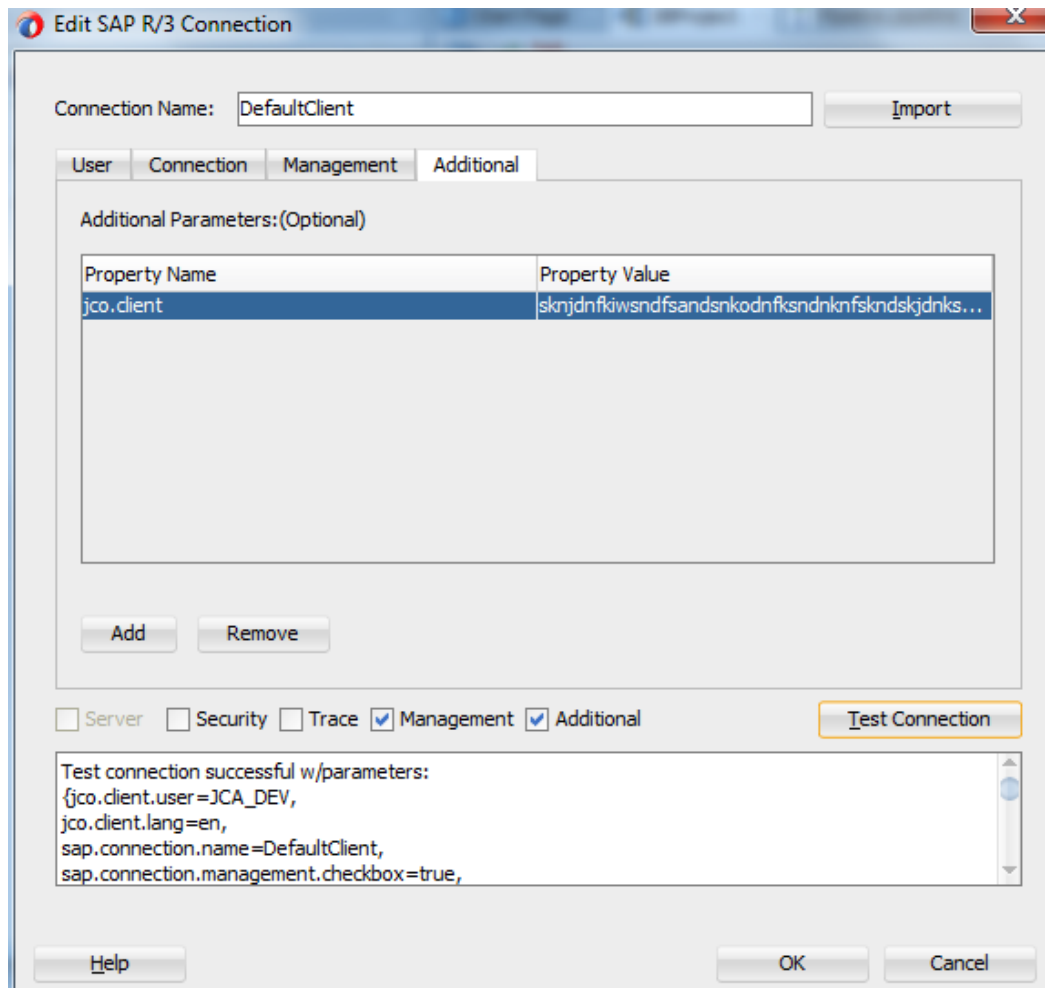 Edit SAP R/3 Connection
Connection Name: DefaultClient Import
User Connection Management Additional
Additional Parameters:(Optional)
Property Name Property Value
jco.client sknjdnfkiwsndfsandsnkodnfksndnknfskndskjdnks...
Add Remove
Server Security Trace Management Additional Test Connection
Test connection successful w/parameters:
{jco.client.user=JCA_DEV,
jco.client.lang=en,
sap.connection.name=DefaultClient,
sap.connection.management.checkbox=true,
Help OK Cancel